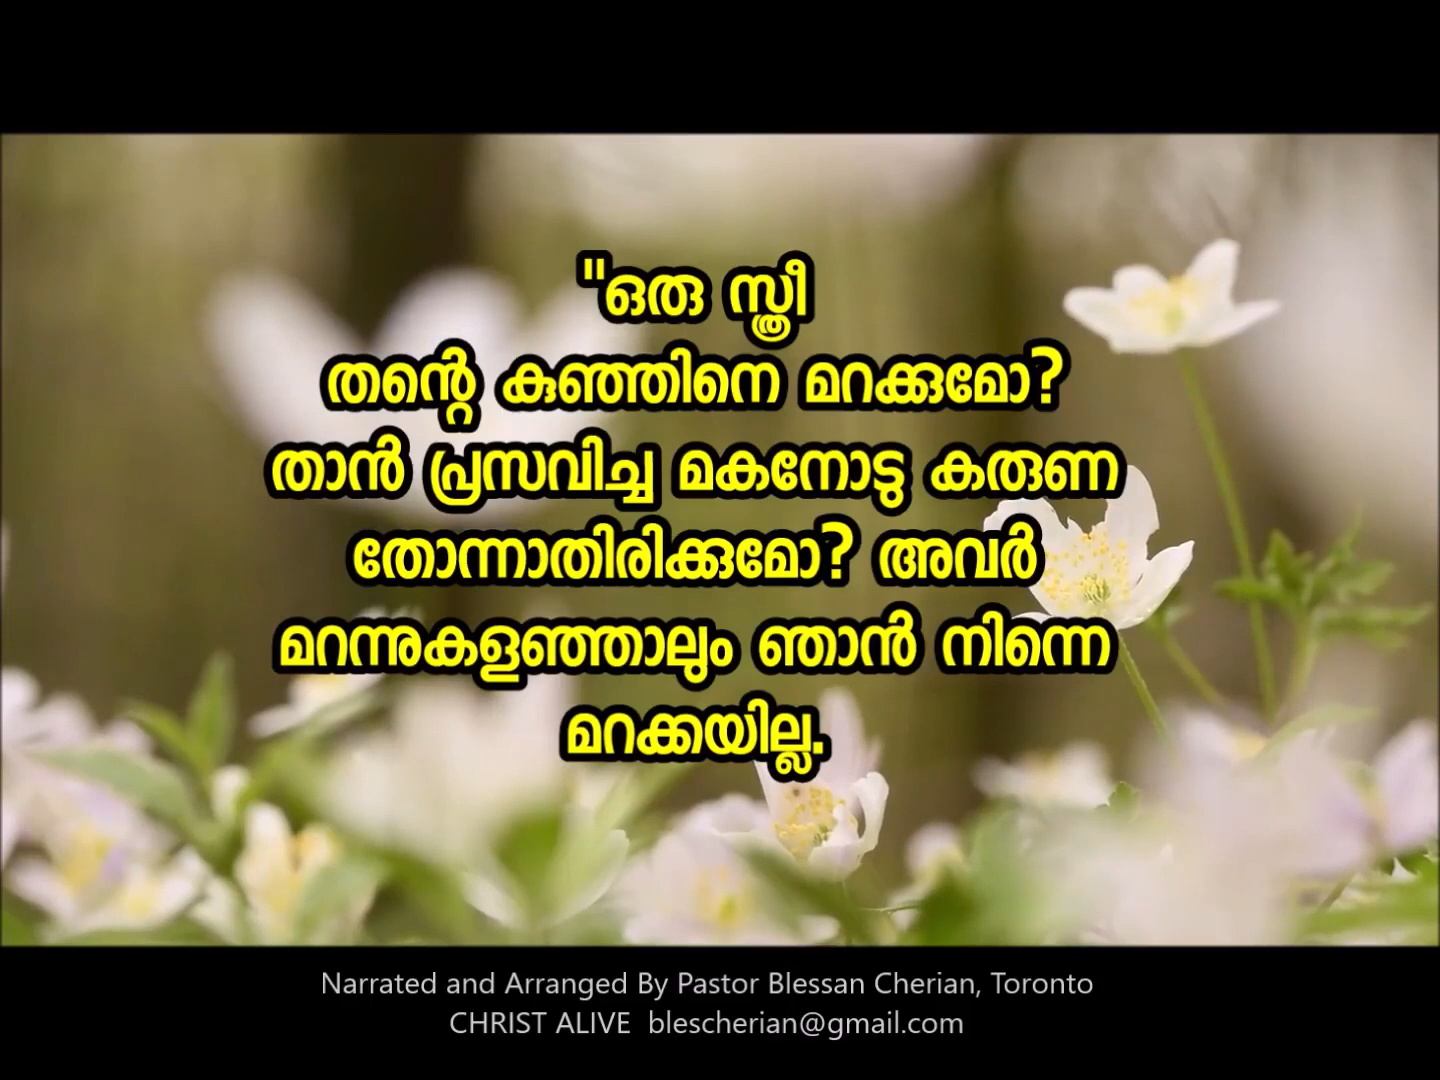 "ഒരു സ്ത്രീ
തന്റെ കുഞ്ഞിനെ മറക്കുമോ?
താൻ പ്രസവിച്ച മകനോടു കരുണ
തോന്നാതിരിക്കുമോ? അവർ
മറന്നുകളഞ്ഞാലും ഞാൻ നിന്നെ
മറക്കയില്ല.
Narrated and Arranged By Pastor Blessan Cherian, Toronto
CHRIST ALIVE  blescherian@gmail.com